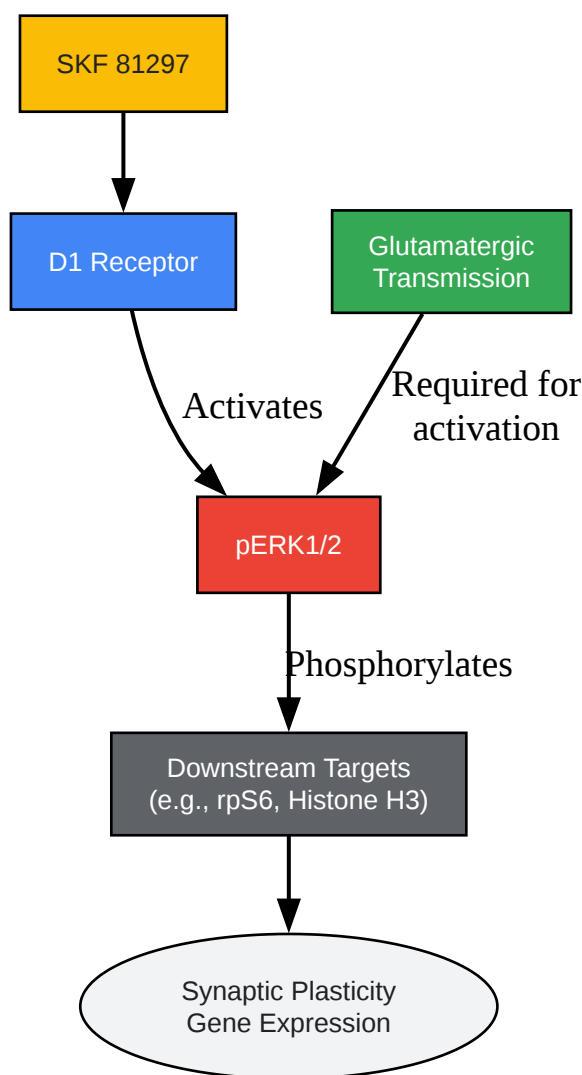 SKF 81297
D1 Receptor
Glutamatergic
Transmission
Activates
Required for
activation
pERK1/2
Phosphorylates
Downstream Targets
(e.g., rpS6, Histone H3)
Synaptic Plasticity
Gene Expression